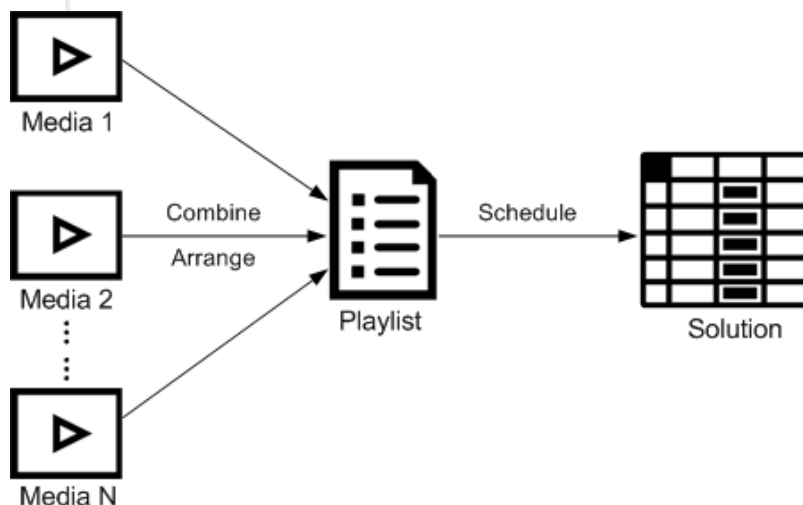 Media 1
Combine
Arrange
Media 2
Schedule
Playlist
Solution
Media N